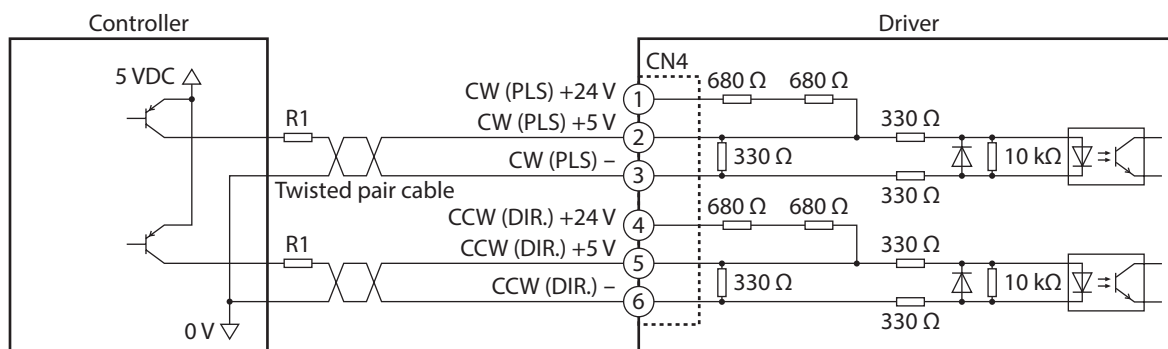 Controller
Driver
5 VDC
CN4
CW (PLS) +24 V
1
680 Ω
680 Ω
R1
CW (PLS) +5 V
2
330 Ω
CW (PLS) –
3
330 Ω
10 kΩ
330 Ω
Twisted pair cable
CCW (DIR.) +24 V
4
680 Ω
680 Ω
R1
CCW (DIR.) +5 V
5
330 Ω
CCW (DIR.) –
6
330 Ω
10 kΩ
330 Ω
0 V